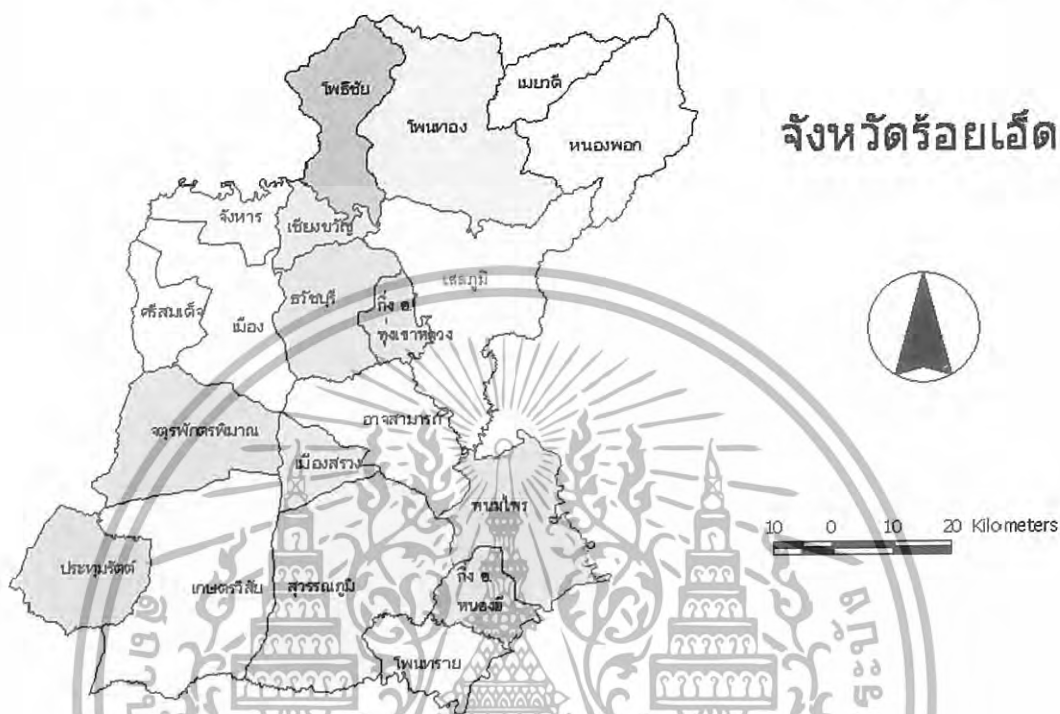 จังหวัดร้อยเอ็ด
โพธิชัย
โพนทอง
เมยวดี
หนองพอก
จังหาร
เชียงขวัญ
เสลภูมิ
ธวัชบุรี
กิ่ง อ.
ทุ่งเขาหลวง
ศรีสมเด็จ
เมือง
จตุรพักตรพิมาณ
อาจสามารถ
เมืองสรวง
พนมไพร
ประทุมรัตต์
เกษตรวิสัย
สุวรรณภูมิ
กิ่ง อ.
หนองฮี
โพนทราย
10 0 10 20 Kilometers